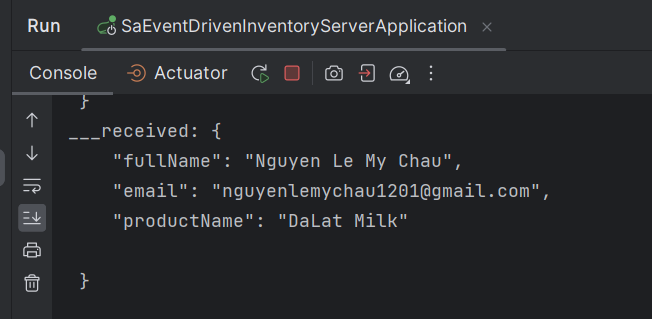 Run SaEventDrivenInventoryServerApplication
Console Actuator
}
___received: {
"fullName": "Nguyen Le My Chau",
"email": "nguyenlemychau1201@gmail.com",
"productName": "DaLat Milk"
}